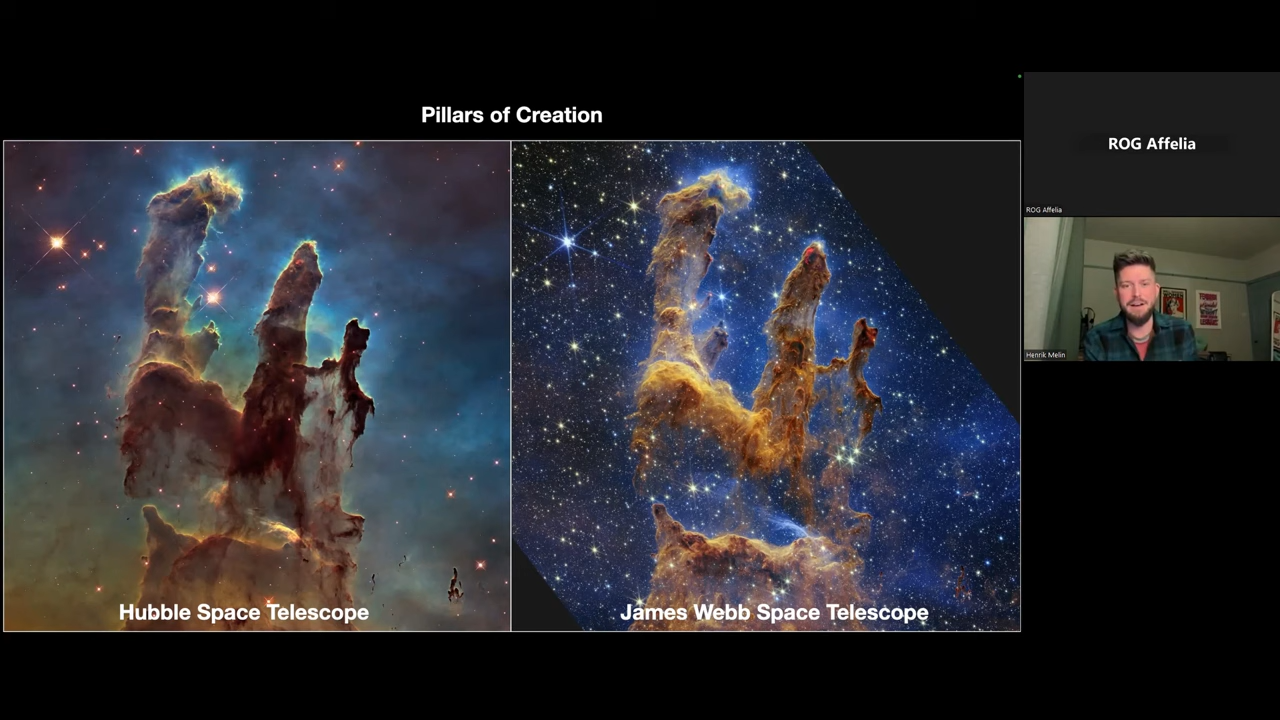 Pillars of Creation
Hubble Space Telescope
James Webb Space Telescope
ROG Affelia
ROG Affelia
Henrik Melin